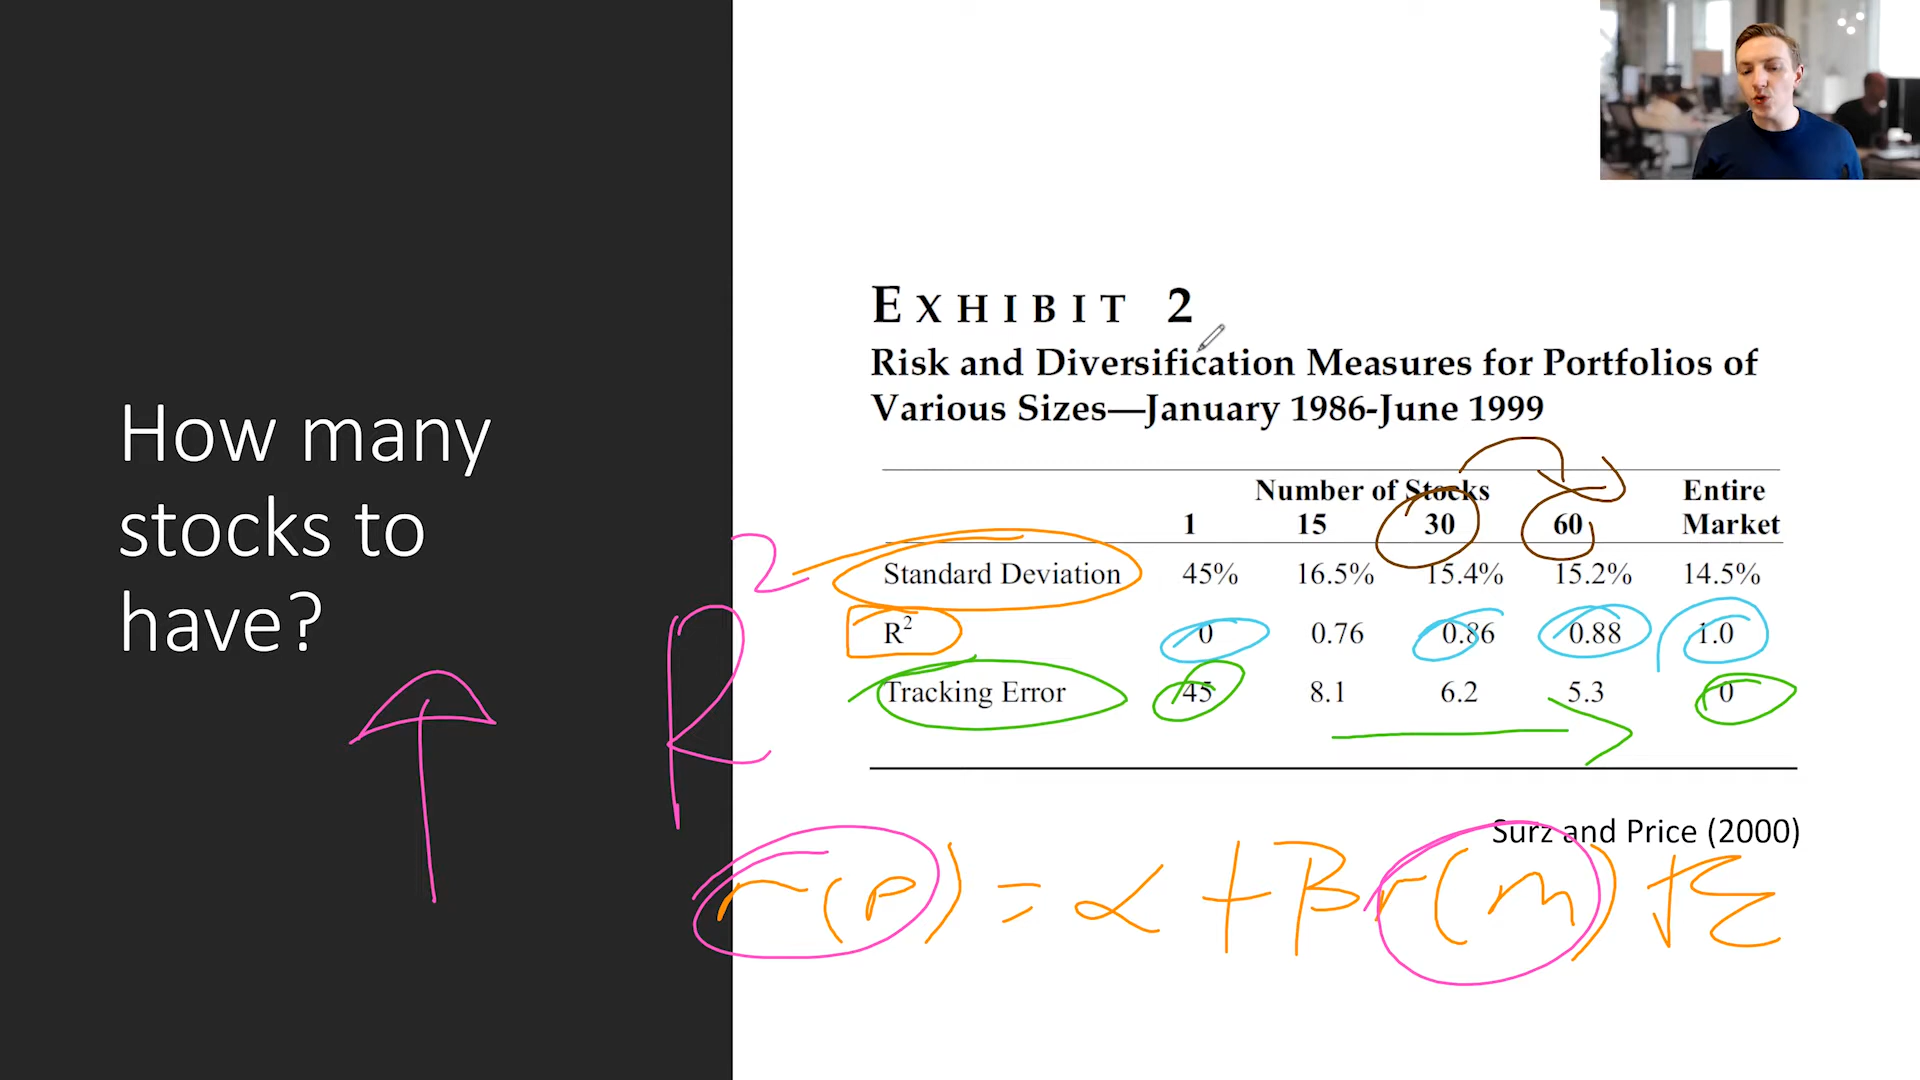 How many
stocks to
have?
EXHIBIT 2
Risk and Diversification Measures for Portfolios of
Various Sizes—January 1986-June 1999
Number of Stocks Entire
1 15 30 60 Market
Standard Deviation 45% 16.5% 15.4% 15.2% 14.5%
R² 0 0.76 0.86 0.88 1.0
Tracking Error 45 8.1 6.2 5.3 0
R²
Surz and Price (2000)
r(p) = α + β r(m) + ε